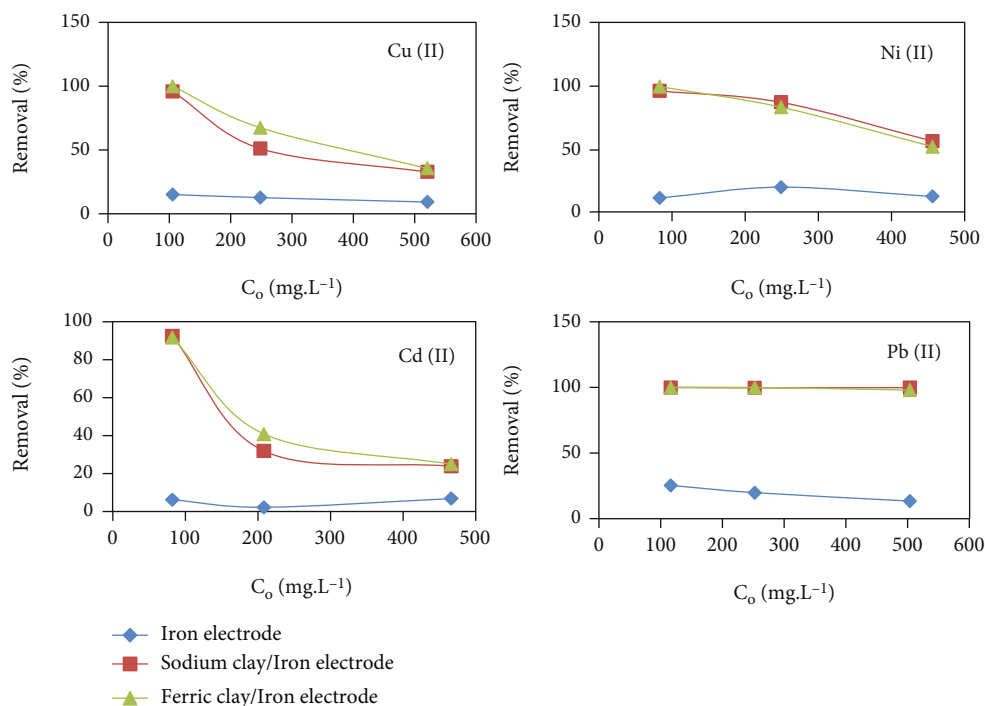 150
100
50
0
Removal (%)
Cu (II)
0 100 200 300 400 500 600
Cₒ (mg.L⁻¹)
150
100
50
0
Removal (%)
Ni (II)
0 100 200 300 400 500
Cₒ (mg.L⁻¹)
100
80
60
40
20
0
Removal (%)
Cd (II)
0 100 200 300 400 500
Cₒ (mg.L⁻¹)
150
100
50
0
Removal (%)
Pb (II)
0 100 200 300 400 500 600
Cₒ (mg.L⁻¹)
Iron electrode
Sodium clay/Iron electrode
Ferric clay/Iron electrode